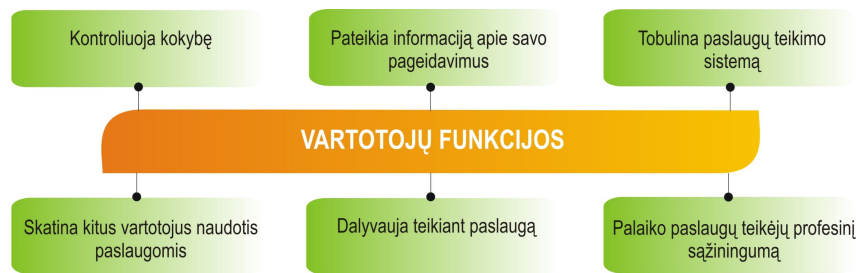 Kontroliuoja kokybę
Pateikia informaciją apie savo
pageidavimus
Tobulina paslaugų teikimo
sistemą
VARTOTOJŲ FUNKCIJOS
Skatina kitus vartotojus naudotis
paslaugomis
Dalyvauja teikiant paslaugą
Palaiko paslaugų teikėjų profesinį
sąžiningumą